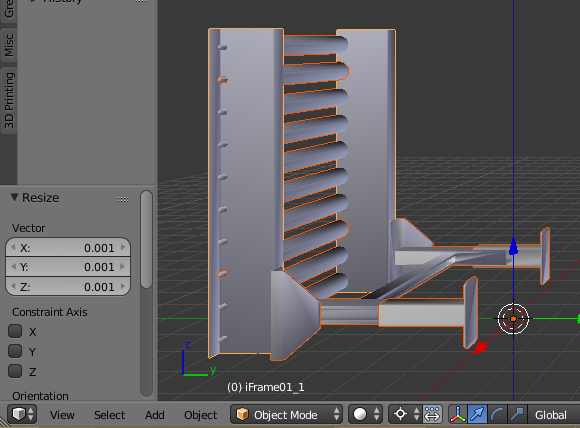 History
Gre
Misc
3D Printing
Resize
Vector
X: 0.001
Y: 0.001
Z: 0.001
Constraint Axis
X
Y
Z
Orientation
z
y
(0) iFrame01_1
View Select Add Object Object Mode Global